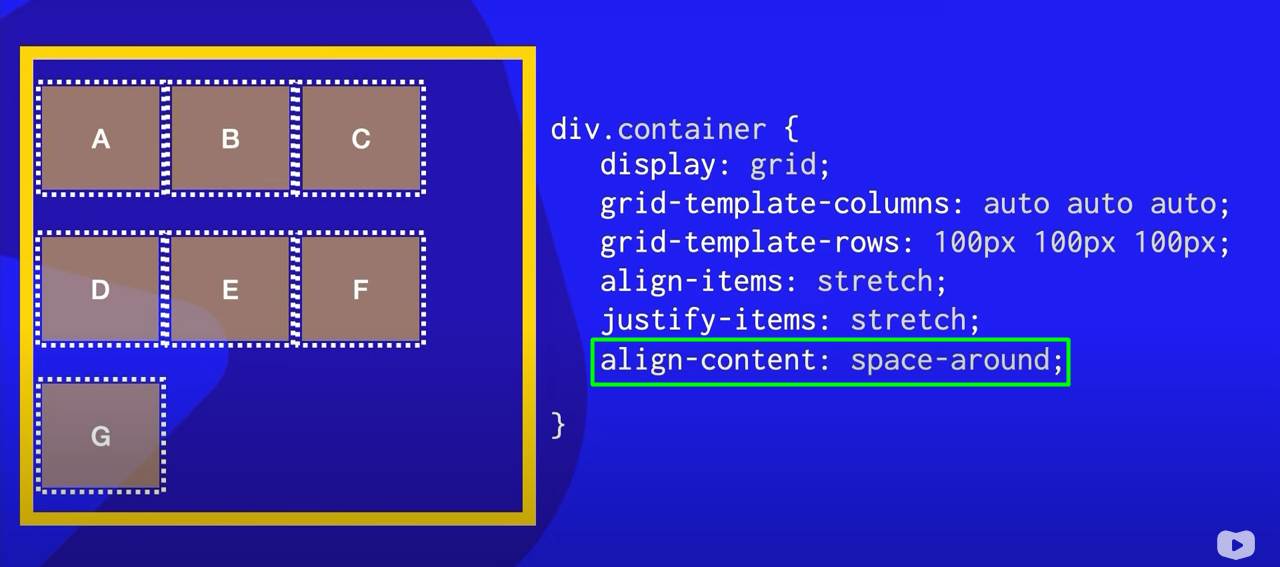 A
B
C
D
E
F
G
div.container {
display: grid;
grid-template-columns: auto auto auto;
grid-template-rows: 100px 100px 100px;
align-items: stretch;
justify-items: stretch;
align-content: space-around;
}